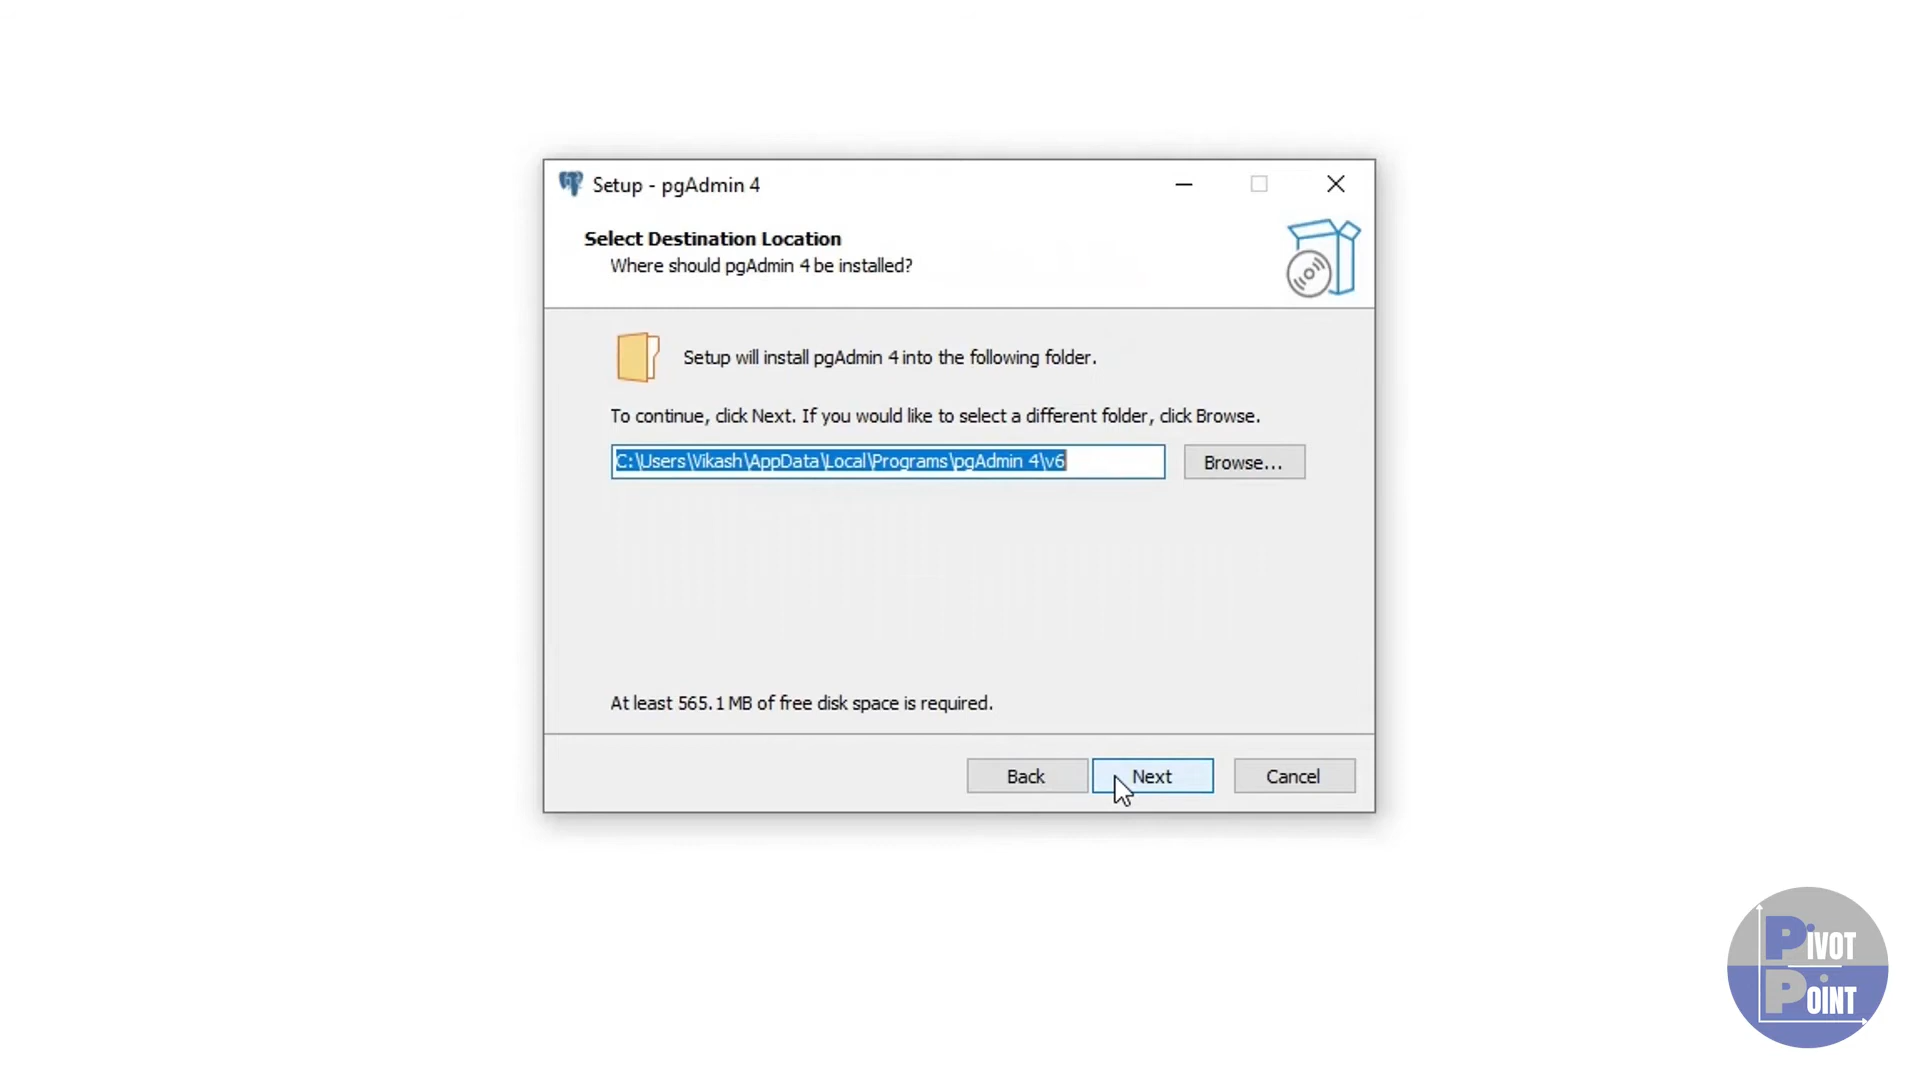 Setup - pgAdmin 4
Select Destination Location
Where should pgAdmin 4 be installed?
Setup will install pgAdmin 4 into the following folder.
To continue, click Next. If you would like to select a different folder, click Browse.
C:\Users\Vikash\AppData\Local\Programs\pgAdmin 4\v6
Browse...
At least 565.1 MB of free disk space is required.
Back
Next
Cancel
PIVOT
POINT